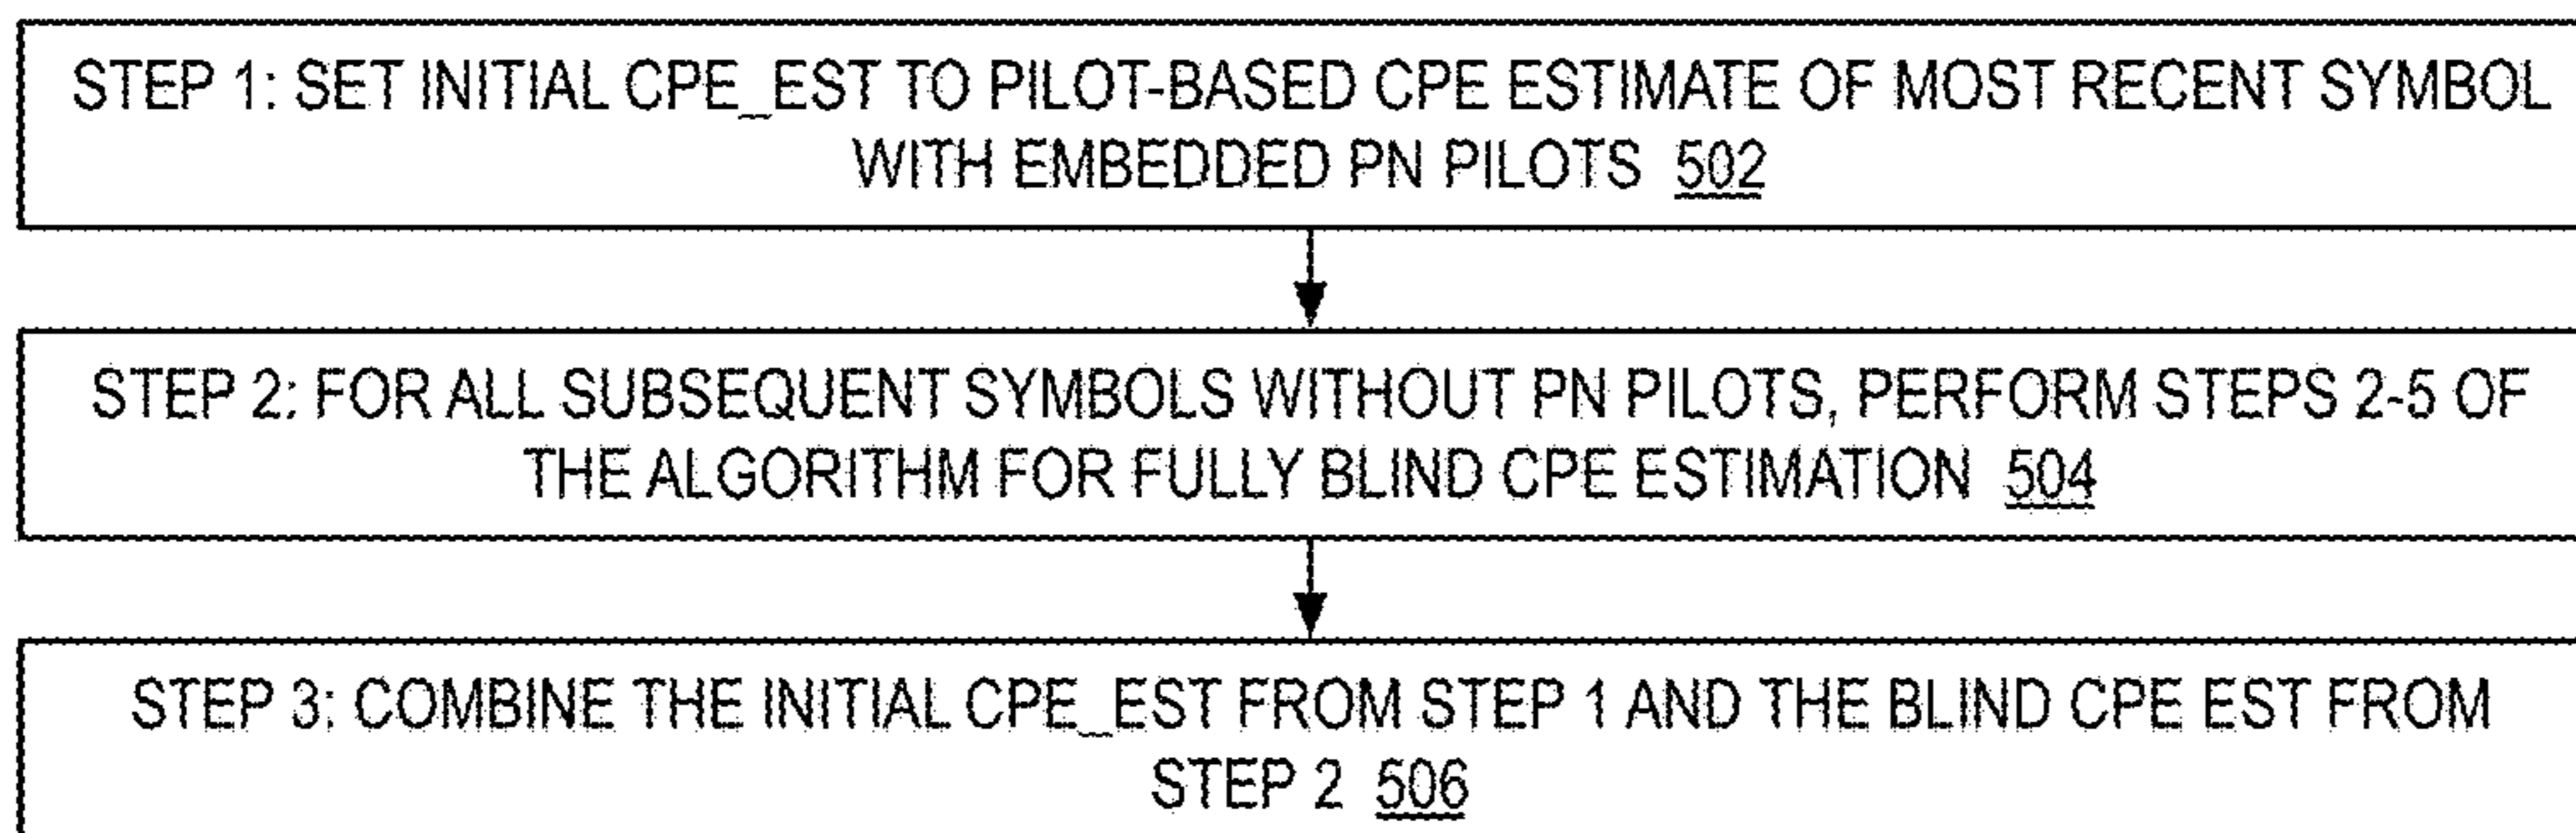 STEP 1: SET INITIAL CPE_EST TO PILOT-BASED CPE ESTIMATE OF MOST RECENT SYMBOL
WITH EMBEDDED PN PILOTS 502
STEP 2: FOR ALL SUBSEQUENT SYMBOLS WITHOUT PN PILOTS, PERFORM STEPS 2-5 OF
THE ALGORITHM FOR FULLY BLIND CPE ESTIMATION 504
STEP 3: COMBINE THE INITIAL CPE_EST FROM STEP 1 AND THE BLIND CPE EST FROM
STEP 2 506